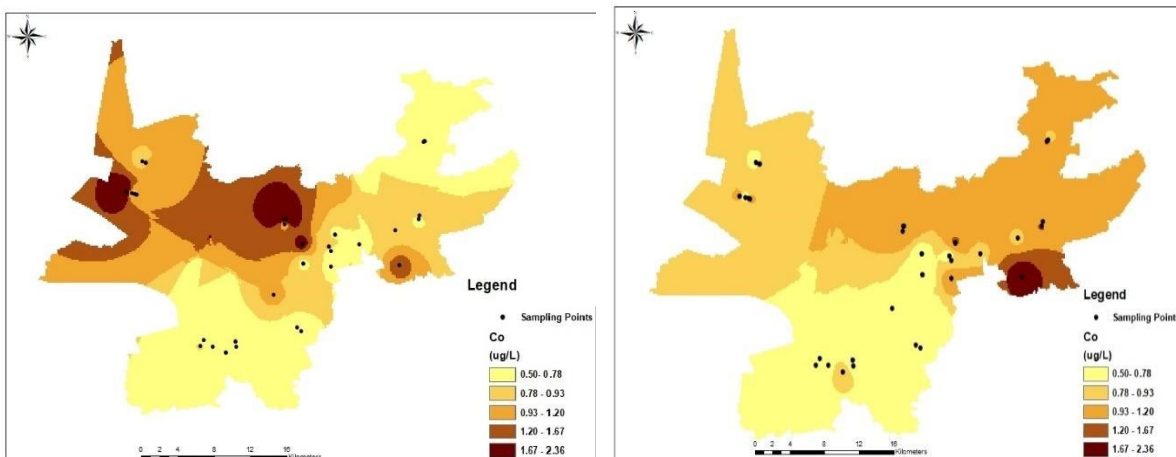 Legend
Sampling Points
Co
(ug/L)
0.50- 0.78
0.78 - 0.93
0.93 - 1.20
1.20 - 1.67
1.67 - 2.36
0 2 4 8 12 16
Kilometers
Legend
Sampling Points
Co
(ug/L)
0.50- 0.78
0.78 - 0.93
0.93 - 1.20
1.20 - 1.67
1.67 - 2.36
0 2 4 8 12 16
Kilometers